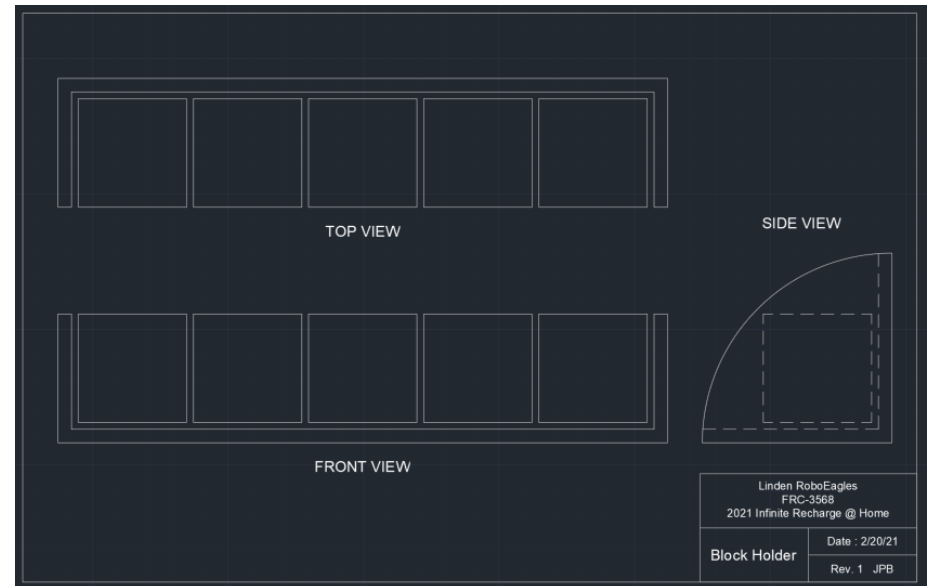 TOP VIEW
SIDE VIEW
FRONT VIEW
Linden RoboEagles
FRC-3568
2021 Infinite Recharge @ Home
Block Holder
Date : 2/20/21
Rev. 1 JPB